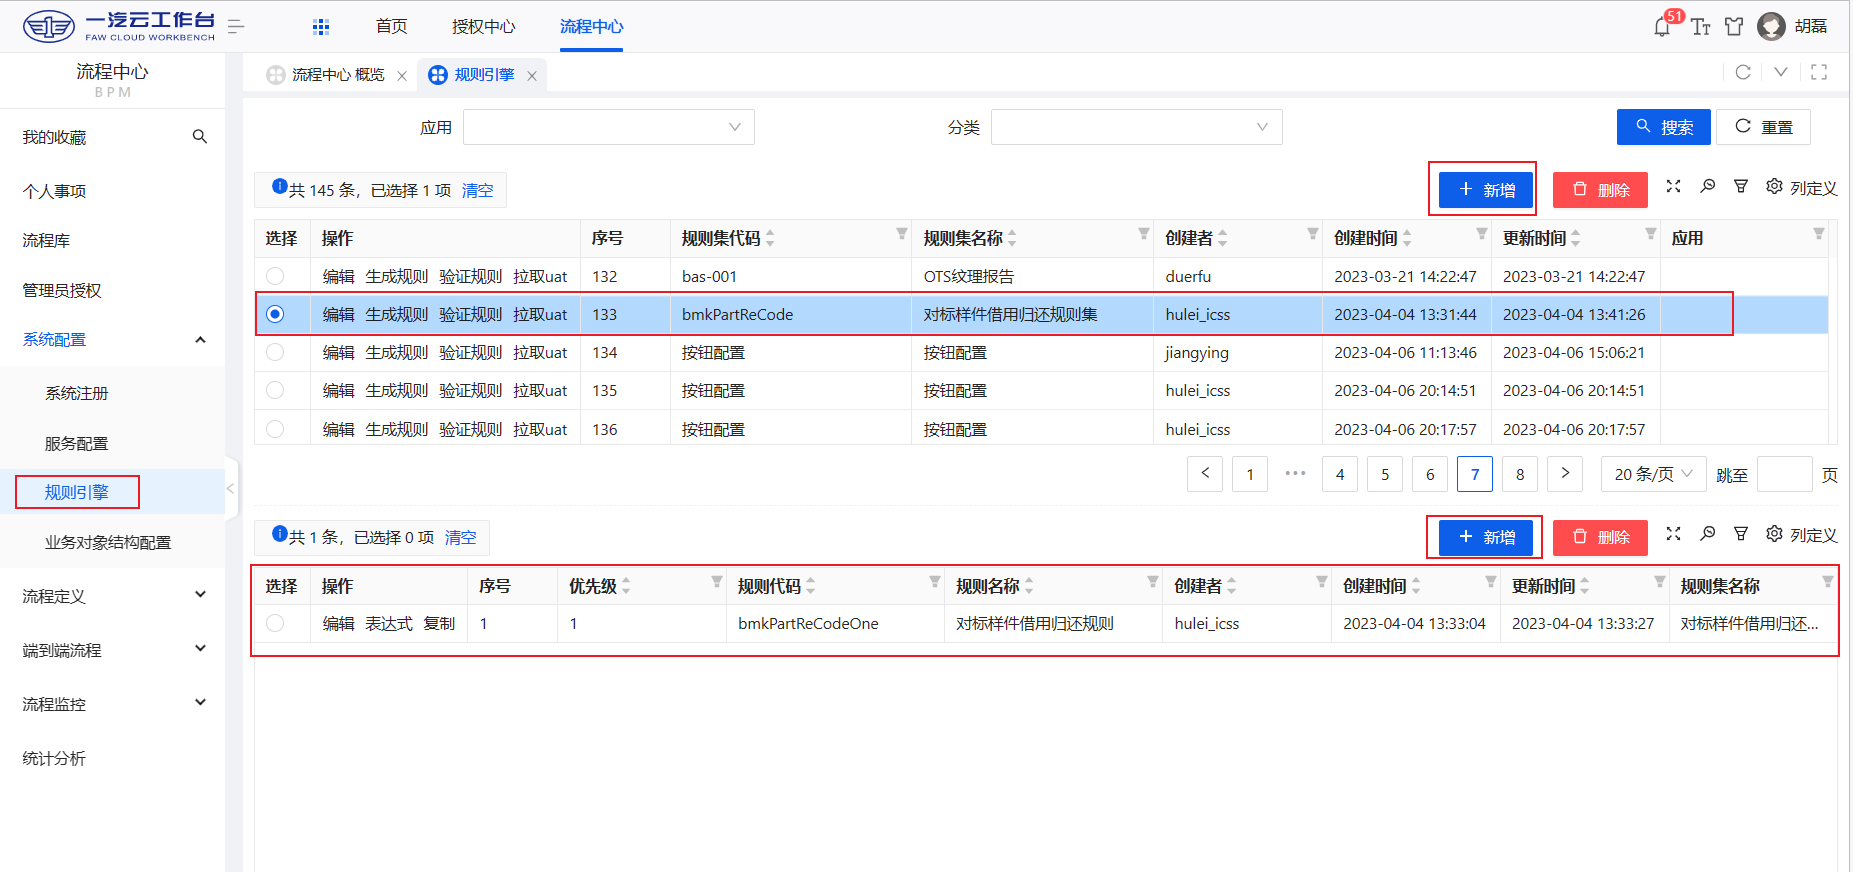 一汽云工作台
FAW CLOUD WORKBENCH
首页 授权中心 流程中心
51
胡磊
流程中心
BPM
流程中心 概览 规则引擎
我的收藏
个人事项
流程库
管理员授权
系统配置
系统注册
服务配置
规则引擎
业务对象结构配置
流程定义
端到端流程
流程监控
统计分析
应用 分类 搜索 重置
共 145 条，已选择 1 项 清空 新增 删除 列定义
选择 操作 序号 规则集代码 规则集名称 创建者 创建时间 更新时间 应用
编辑 生成规则 验证规则 拉取uat 132 bas-001 OTS纹理报告 duerfu 2023-03-21 14:22:47 2023-03-21 14:22:47
编辑 生成规则 验证规则 拉取uat 133 bmkPartReCode 对标样件借用归还规则集 hulei_icss 2023-04-04 13:31:44 2023-04-04 13:41:26
编辑 生成规则 验证规则 拉取uat 134 按钮配置 按钮配置 jiangying 2023-04-06 11:13:46 2023-04-06 15:06:21
编辑 生成规则 验证规则 拉取uat 135 按钮配置 按钮配置 hulei_icss 2023-04-06 20:14:51 2023-04-06 20:14:51
编辑 生成规则 验证规则 拉取uat 136 按钮配置 按钮配置 hulei_icss 2023-04-06 20:17:57 2023-04-06 20:17:57
< 1 ••• 4 5 6 7 8 > 20 条/页 跳至 页
共 1 条，已选择 0 项 清空 新增 删除 列定义
选择 操作 序号 优先级 规则代码 规则名称 创建者 创建时间 更新时间 规则集名称
编辑 表达式 复制 1 1 bmkPartReCodeOne 对标样件借用归还规则 hulei_icss 2023-04-04 13:33:04 2023-04-04 13:33:27 对标样件借用归还...